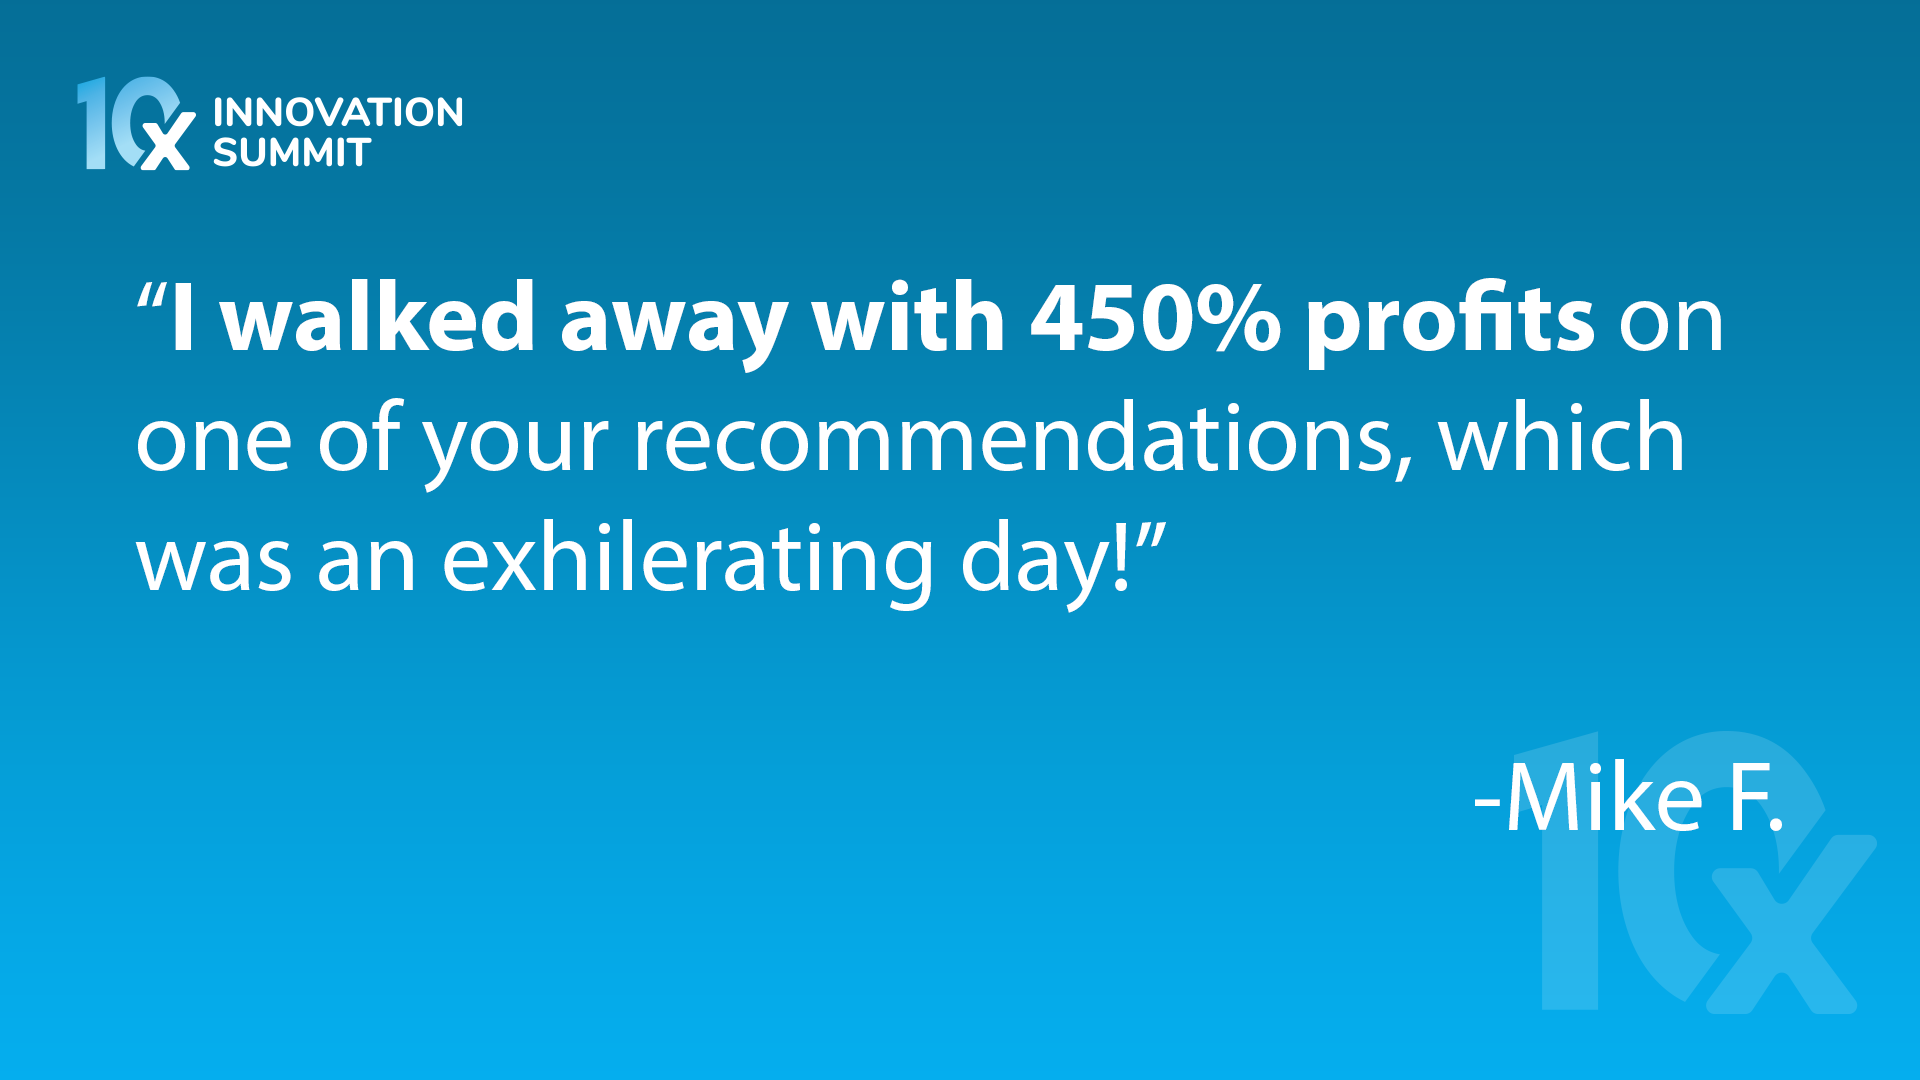 10x INNOVATION
SUMMIT
“I walked away with 450% profits on
one of your recommendations, which
was an exhilerating day!”
-Mike F.
10x